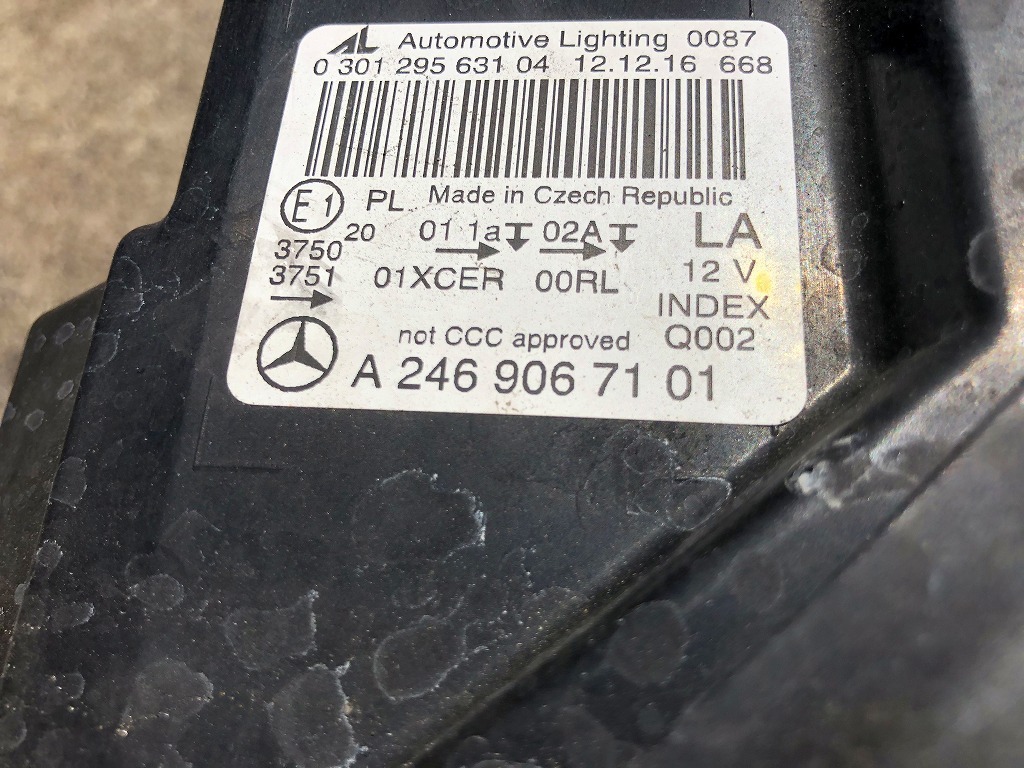 AL Automotive Lighting 0087
0 301 295 631 04 12.12.16 668
E1 PL Made in Czech Republic
3750 20 01 1a 02A LA
3751 01XCER 00RL 12 V
INDEX
not CCC approved Q002
A 246 906 71 01